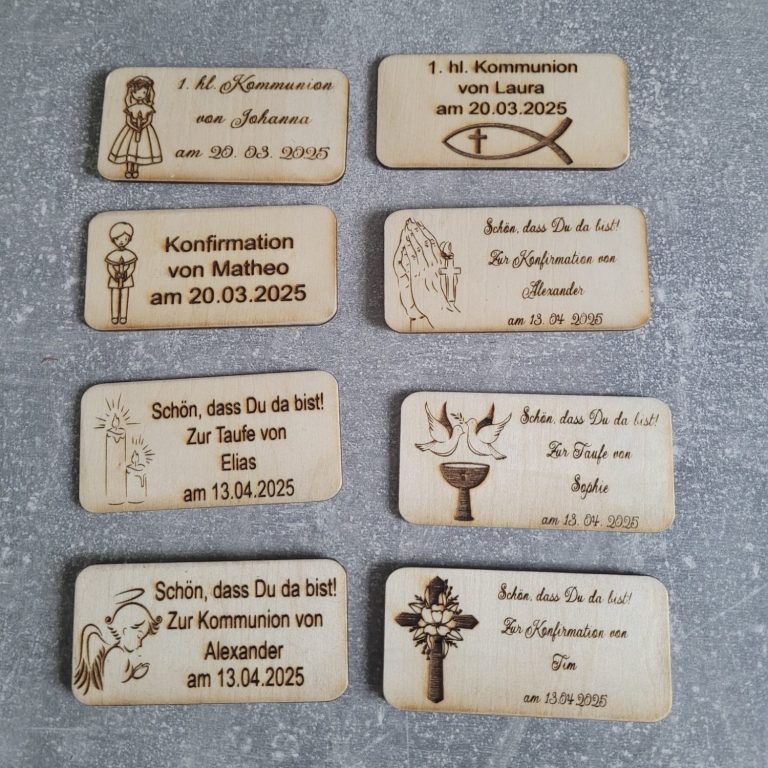 1. hl. Kommunion
von Johanna
am 20. 03. 2025
1. hl. Kommunion
von Laura
am 20.03.2025
Konfirmation
von Matheo
am 20.03.2025
Schön, dass Du da bist!
Zur Konfirmation von
Alexander
am 13. 04 2025
Schön, dass Du da bist!
Zur Taufe von
Elias
am 13.04.2025
Schön, dass Du da bist!
Zur Taufe von
Sophie
am 13. 04. 2025
Schön, dass Du da bist!
Zur Kommunion von
Alexander
am 13.04.2025
Schön, dass Du da bist!
Zur Konfirmation von
Tim
am 13.04.2025